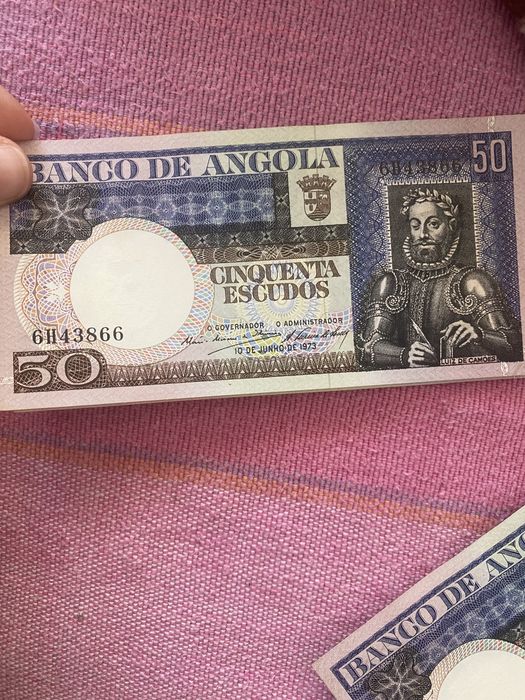 BANCO DE ANGOLA
6H43866
50
CINQUENTA
ESCUDOS
6H43866
O GOVERNADOR O ADMINISTRADOR
10 DE JUNHO DE 1973
50
LUIZ DE CAMÕES
BANCO DE ANGO